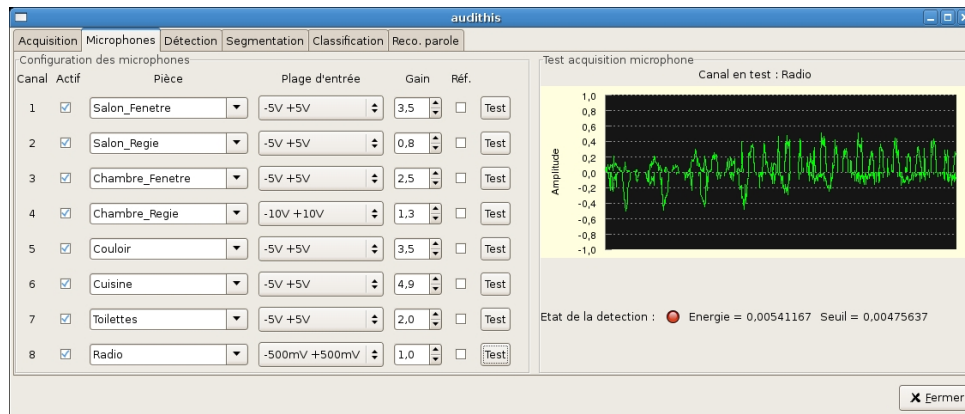 audithis
Acquisition Microphones Détection Segmentation Classification Reco. parole
Configuration des microphones
Canal Actif Pièce Plage d'entrée Gain Réf.
1 Salon_Fenetre -5V +5V 3,5 Test
2 Salon_Regie -5V +5V 0,8 Test
3 Chambre_Fenetre -5V +5V 2,5 Test
4 Chambre_Regie -10V +10V 1,3 Test
5 Couloir -5V +5V 3,5 Test
6 Cuisine -5V +5V 4,9 Test
7 Toilettes -5V +5V 2,0 Test
8 Radio -500mV +500mV 1,0 Test
Test acquisition microphone
Canal en test : Radio
Amplitude
1,0
0,8
0,6
0,4
0,2
0,0
-0,2
-0,4
-0,6
-0,8
-1,0
Etat de la detection : Energie = 0,00541167 Seuil = 0,00475637
Fermer